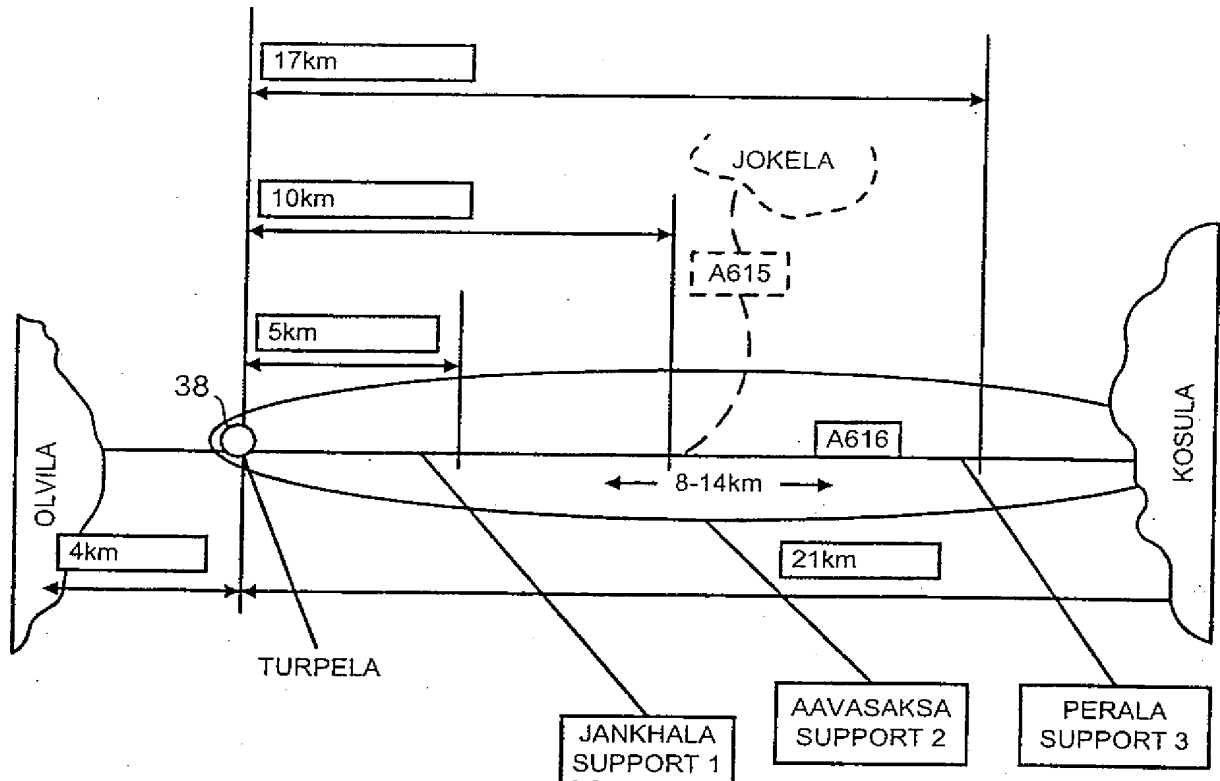 17km
JOKELA
10km
A615
5km
38
A616
8-14km
OLVILA
KOSULA
4km
21km
TURPELA
JANKHALA
SUPPORT 1
AAVASAKSA
SUPPORT 2
PERALA
SUPPORT 3